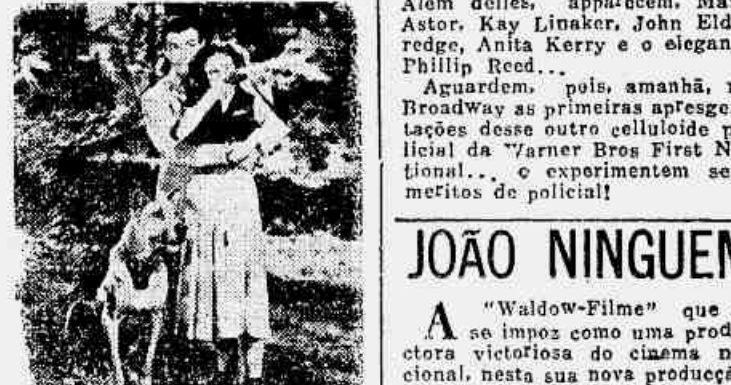 Além delles, apparecem, Ma
Astor, Kay Linaker, John Eld
redge, Anita Kerry e o elegan
Phillip Reed...
Aguardem, pois, amanhã,
Broadway as primeiras apresqe
tações desse outro celluloide p
licial da Warner Bros First N
tional... e experimentem se
meritos de policial!
JOÃO NINGUEM
A "Waldow-Filme" que
se impoz como uma prod
ctora victoriosa do cinema n
cional, nesta sua nova producçã